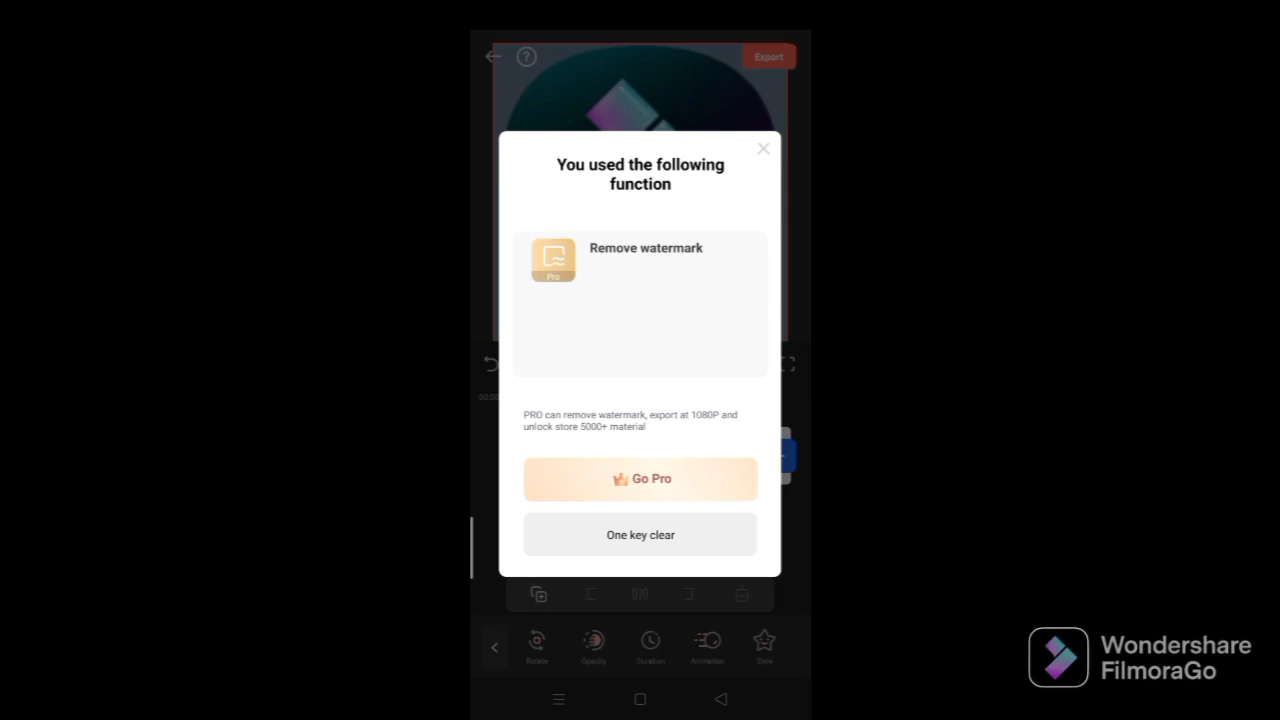 ?
Export
You used the following
function
Remove watermark
Pro
PRO can remove watermark, export at 1080P and
unlock store 5000+ material
Go Pro
One key clear
Rotate
Opacity
Duration
Animation
Style
Wondershare
FilmoraGo